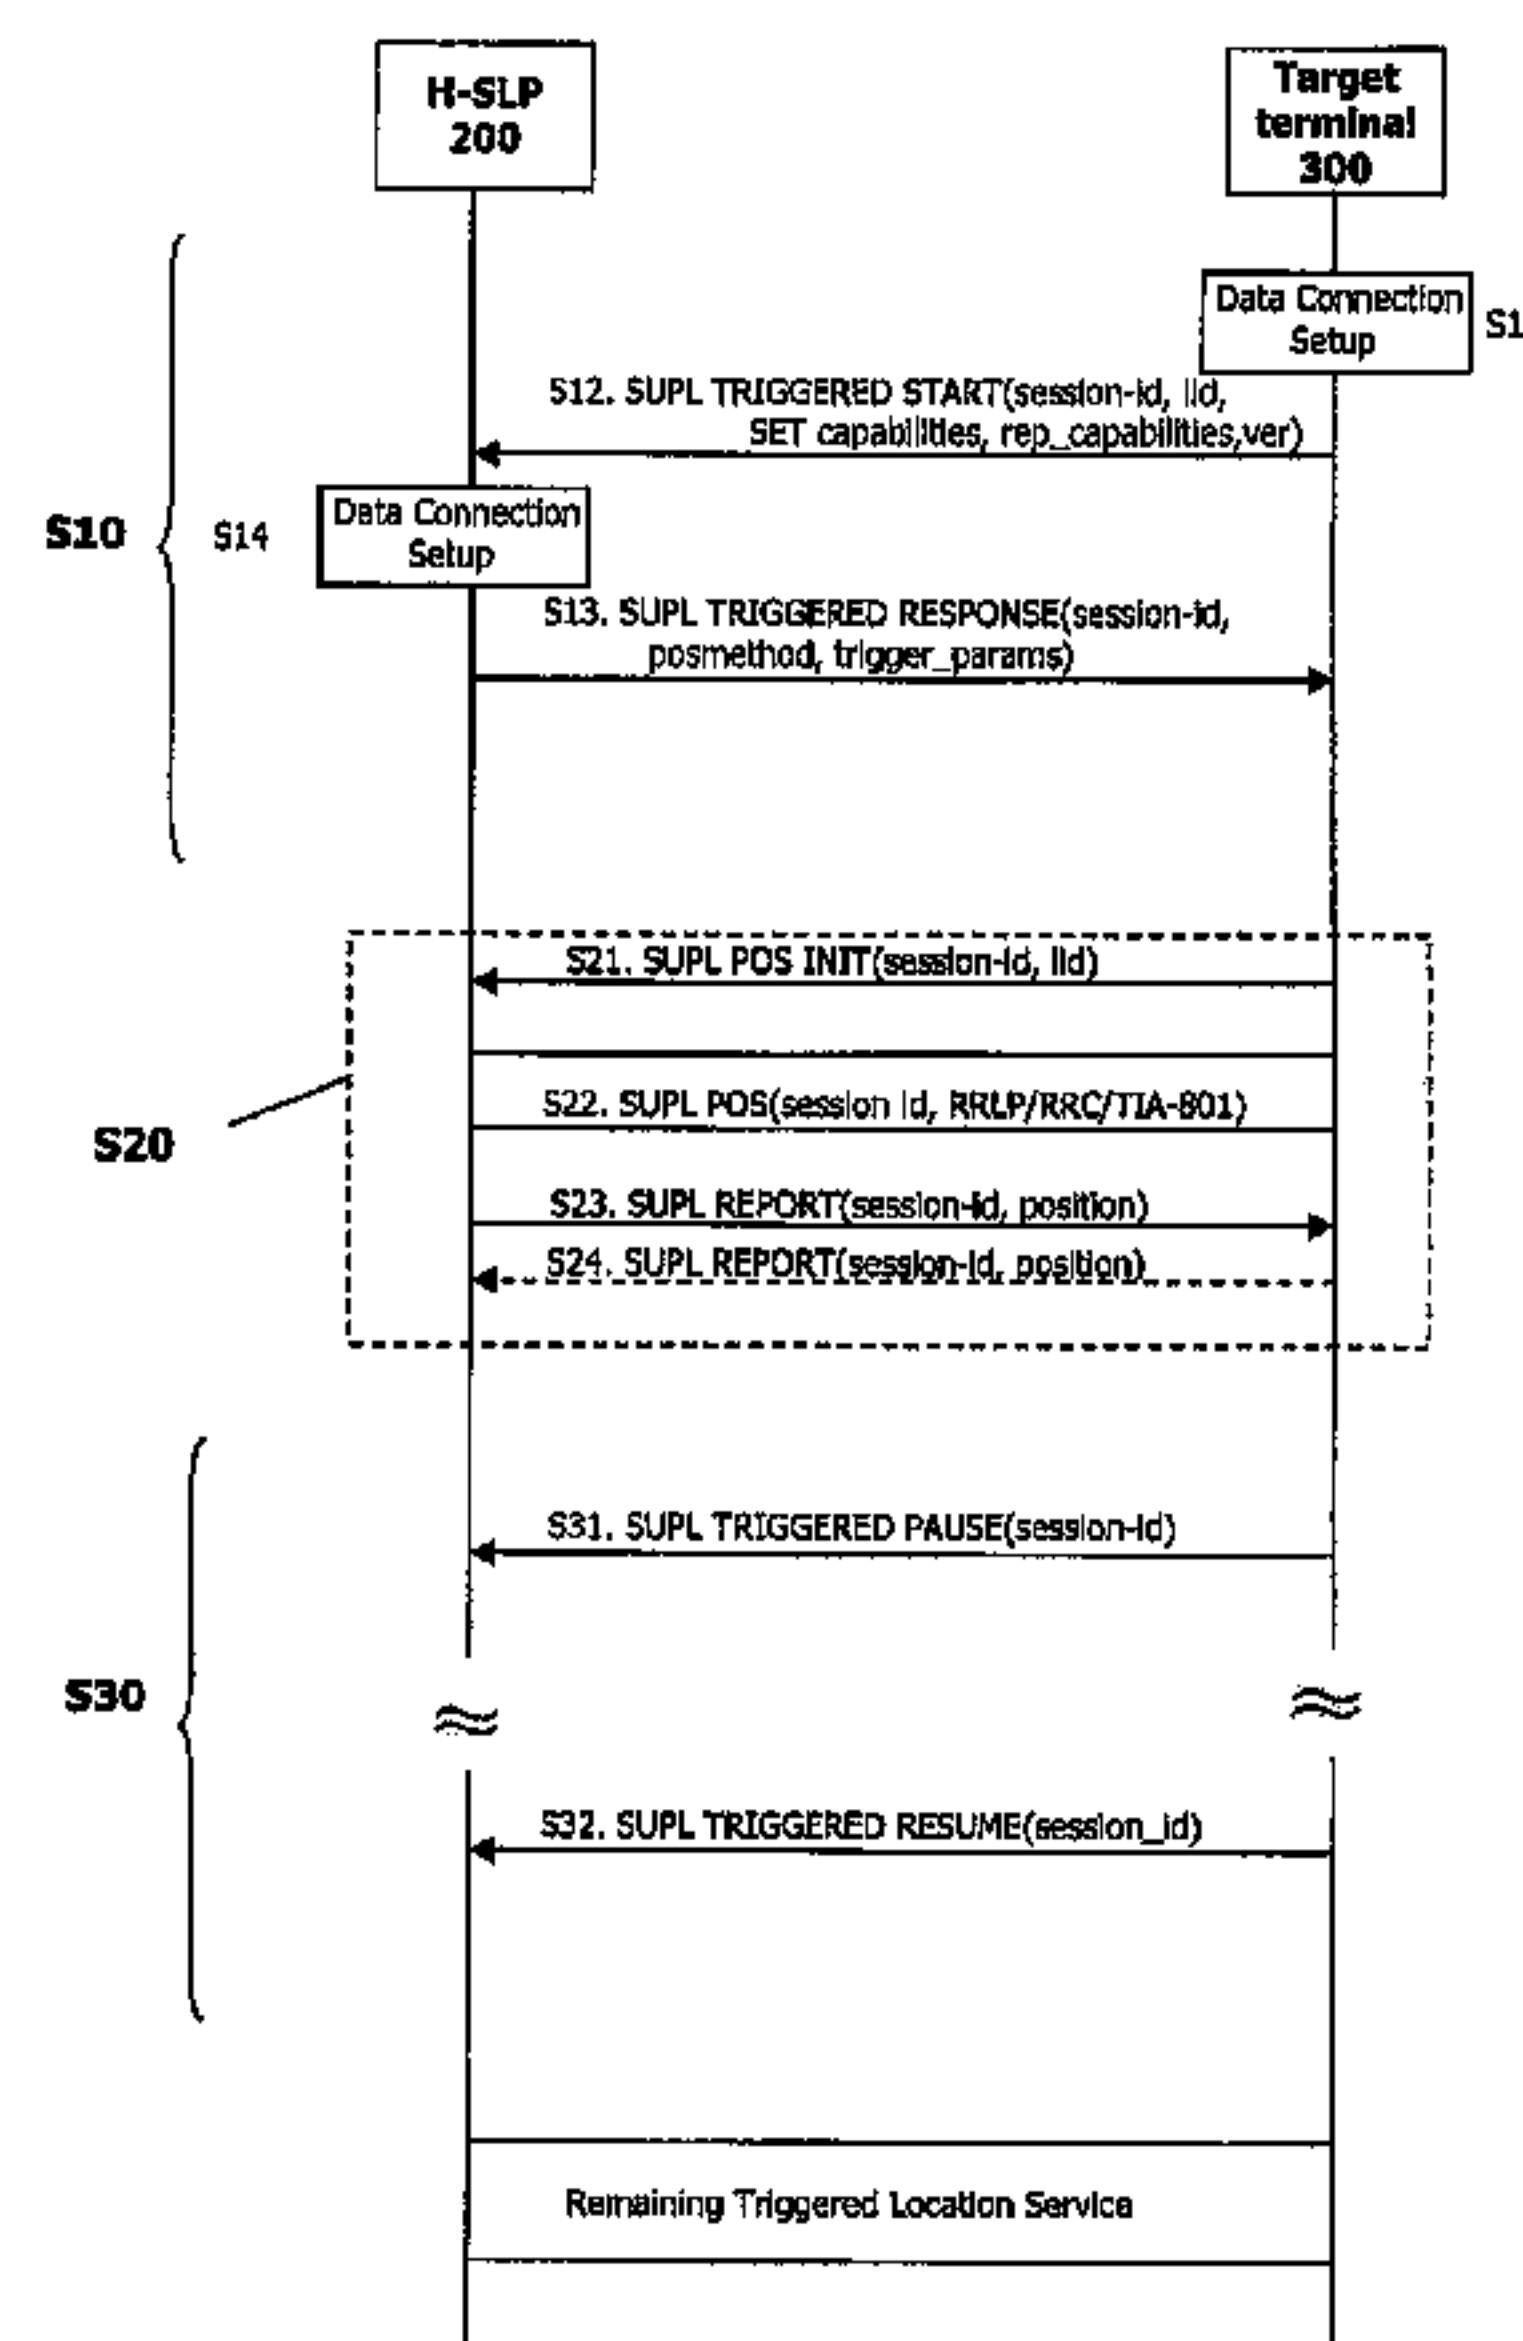 H-SLP
200
Target
terminal
300
Data Connection
Setup
S1
S12. SUPL TRIGGERED START(session-id, lid,
SET capabilities, rep_capabilities,ver)
S10
S14
Data Connection
Setup
S13. SUPL TRIGGERED RESPONSE(session-id,
posmethod, trigger_params)
S21. SUPL POS INIT(session-id, lid)
S22. SUPL POS(session id, RRLP/RRC/TIA-801)
S20
S23. SUPL REPORT(session-id, position)
S24. SUPL REPORT(session-id, position)
S31. SUPL TRIGGERED PAUSE(session-id)
S30
S32. SUPL TRIGGERED RESUME(session_id)
Remaining Triggered Location Service